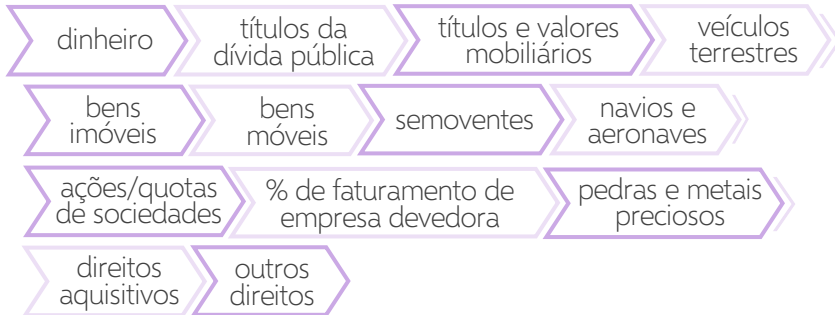 dinheiro
títulos da
dívida pública
títulos e valores
mobiliários
veículos
terrestres
bens
imóveis
bens
móveis
semoventes
navios e
aeronaves
ações/quotas
de sociedades
% de faturamento de
empresa devedora
pedras e metais
preciosos
direitos
aquisitivos
outros
direitos